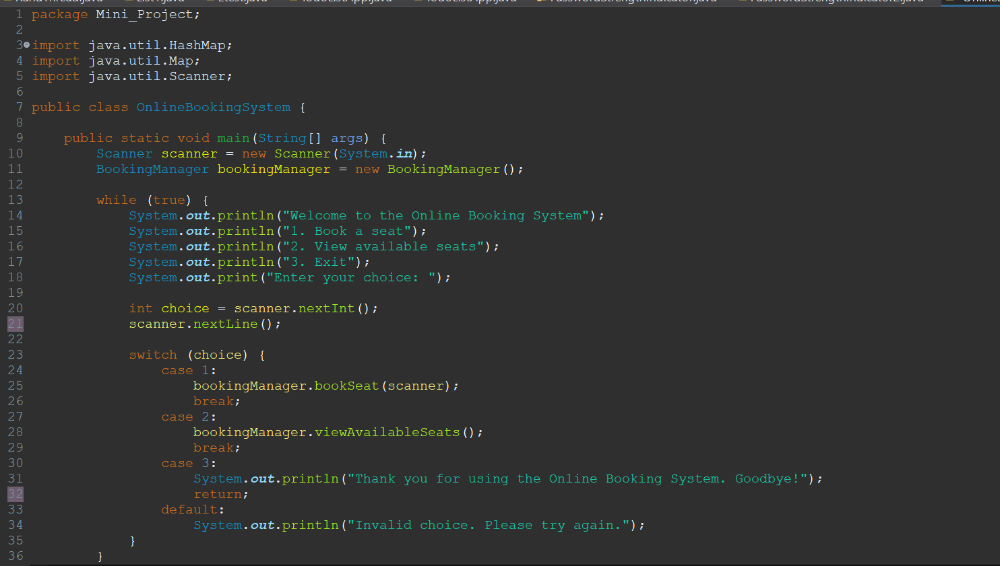 package Mini_Project;
import java.util.HashMap;
import java.util.Map;
import java.util.Scanner;
public class OnlineBookingSystem {
public static void main(String[] args) {
Scanner scanner = new Scanner(System.in);
BookingManager bookingManager = new BookingManager();
while (true) {
System.out.println("Welcome to the Online Booking System");
System.out.println("1. Book a seat");
System.out.println("2. View available seats");
System.out.println("3. Exit");
System.out.print("Enter your choice: ");
int choice = scanner.nextInt();
scanner.nextLine();
switch (choice) {
case 1:
bookingManager.bookSeat(scanner);
break;
case 2:
bookingManager.viewAvailableSeats();
break;
case 3:
System.out.println("Thank you for using the Online Booking System. Goodbye!");
return;
default:
System.out.println("Invalid choice. Please try again.");
}
}